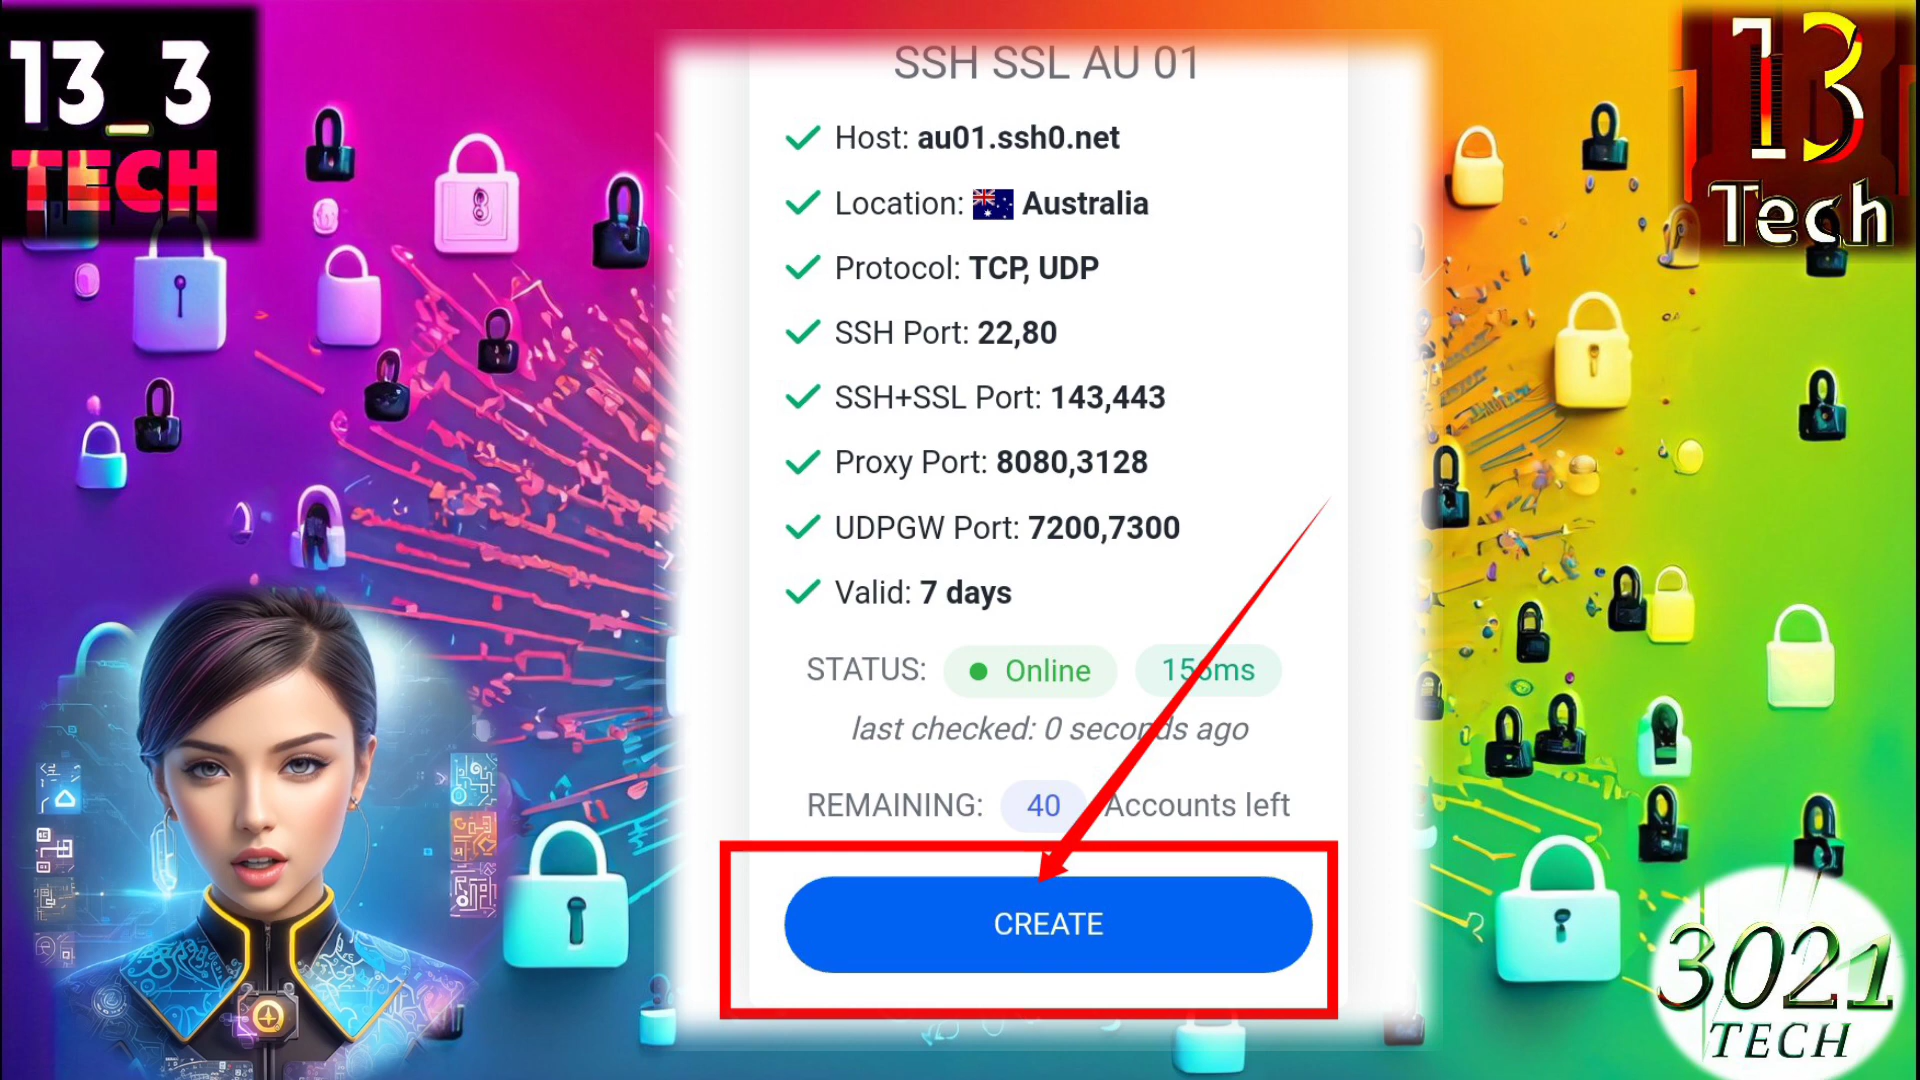 13_3
TECH
13
Tech
SSH SSL AU 01
Host: au01.ssh0.net
Location: Australia
Protocol: TCP, UDP
SSH Port: 22,80
SSH+SSL Port: 143,443
Proxy Port: 8080,3128
UDPGW Port: 7200,7300
Valid: 7 days
STATUS: Online 156ms
last checked: 0 seconds ago
REMAINING: 40 Accounts left
CREATE
3021
TECH